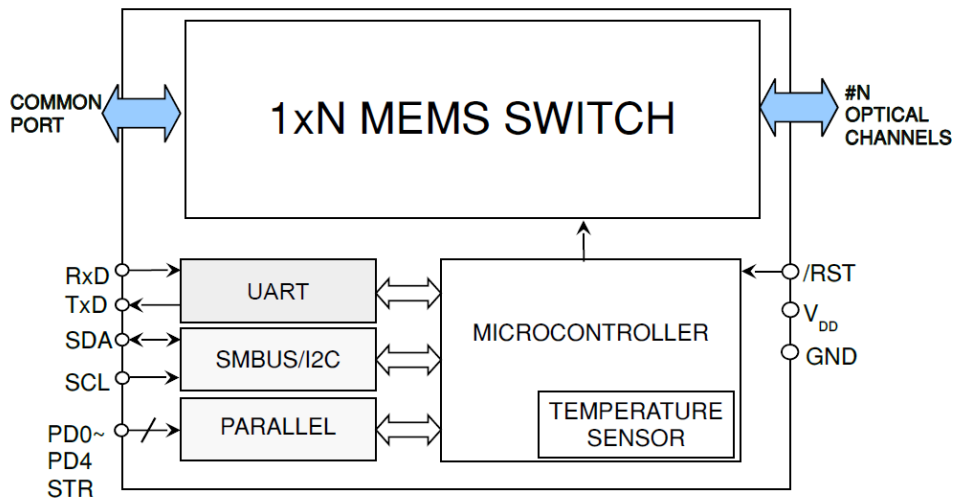 COMMON
PORT
1xN MEMS SWITCH
#N
OPTICAL
CHANNELS
RxD
TxD
SDA
SCL
PD0~
PD4
STR
UART
SMBUS/I2C
PARALLEL
MICROCONTROLLER
TEMPERATURE
SENSOR
/RST
VDD
GND